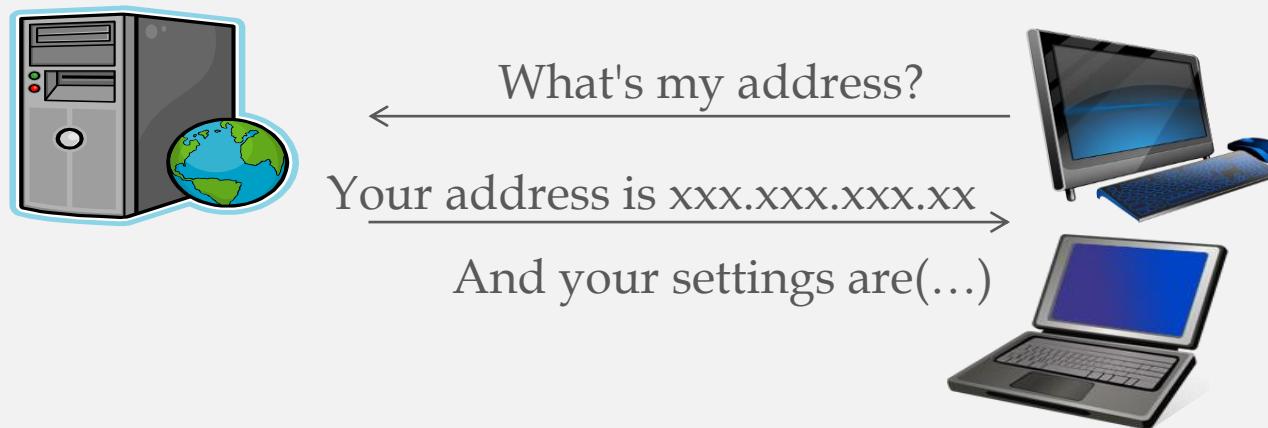 What's my address?
Your address is xxx.xxx.xxx.xx
And your settings are(…)